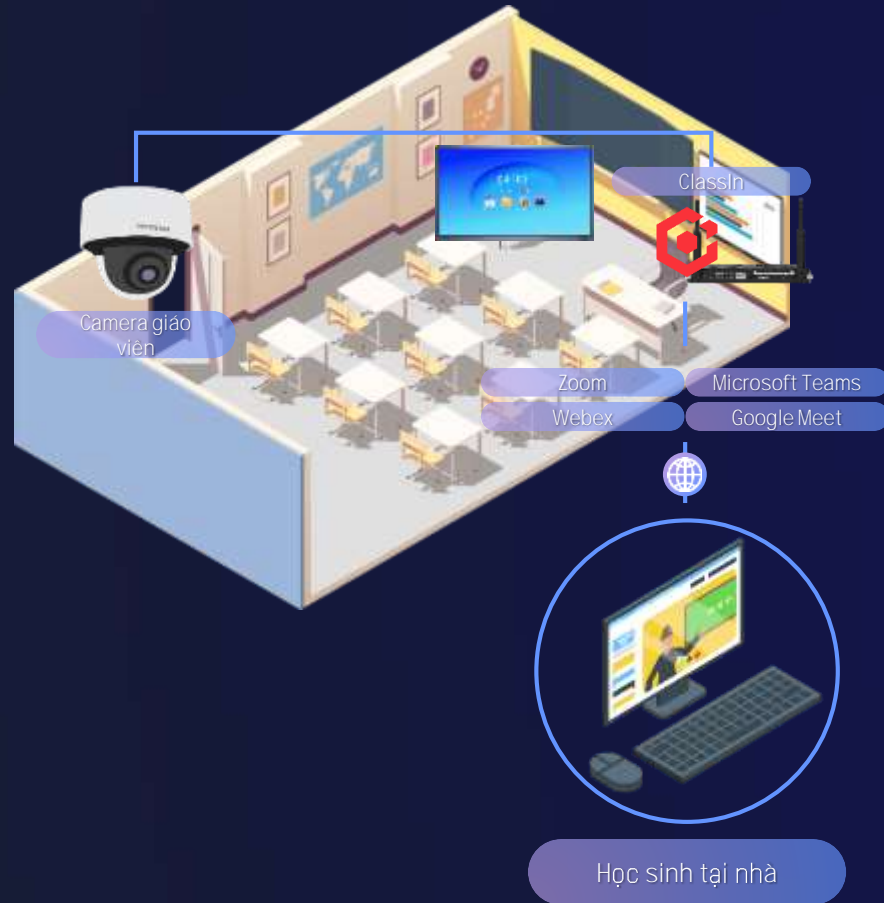 ClassIn
Camera giáo
viên
Zoom
Microsoft Teams
Webex
Google Meet
Học sinh tại nhà